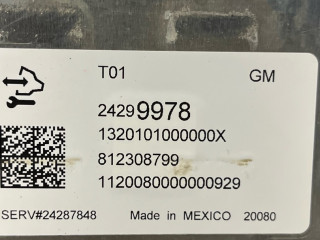 T01 GM
24299978
1320101000000X
812308799
1120080000000929
SERV#24287848 Made in MEXICO 20080